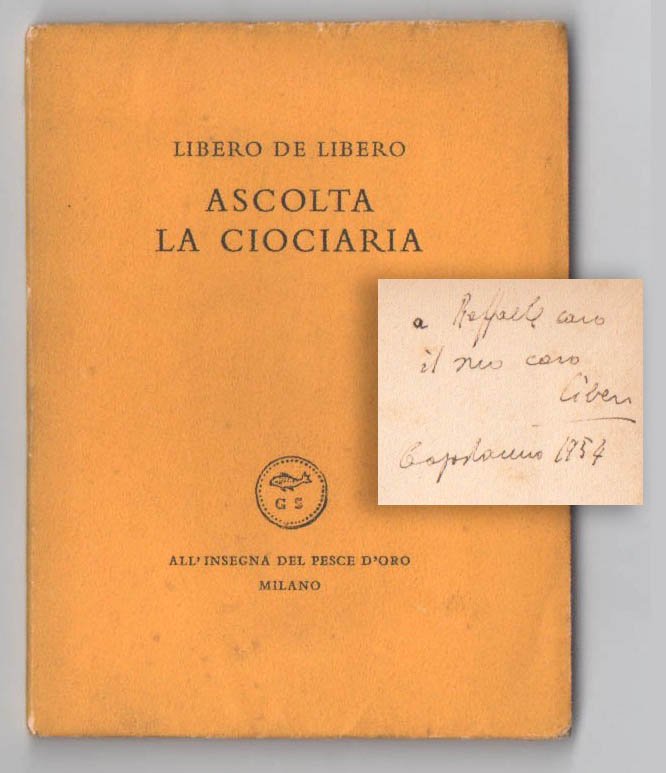 LIBERO DE LIBERO
ASCOLTA
LA CIOCIARIA
G S
ALL'INSEGNA DEL PESCE D'ORO
MILANO
a Raffaele caro
il suo caro
Libero
Capodanno 1954